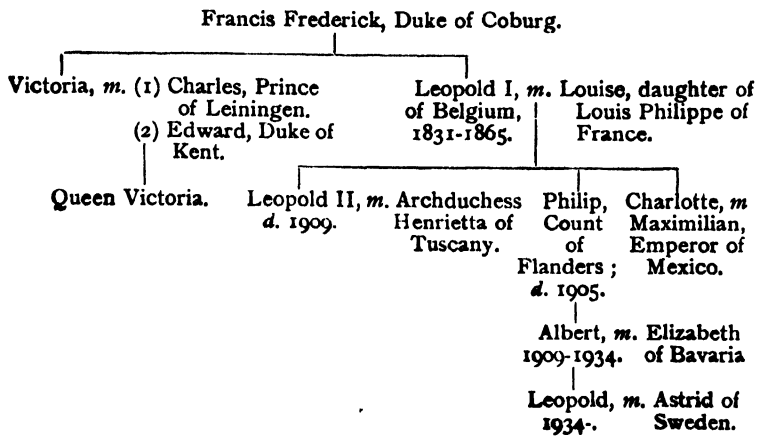 Francis Frederick, Duke of Coburg.
Victoria, m. (1) Charles, Prince
of Leiningen.
(2) Edward, Duke of
Kent.
Queen Victoria.
Leopold I, m. Louise, daughter of
of Belgium, Louis Philippe of
1831-1865. France.
Leopold II, m. Archduchess
d. 1909. Henrietta of
Tuscany.
Philip,
Count
of
Flanders ;
d. 1905.
Charlotte, m
Maximilian,
Emperor of
Mexico.
Albert, m. Elizabeth
1909-1934. of Bavaria
Leopold, m. Astrid of
1934-. Sweden.